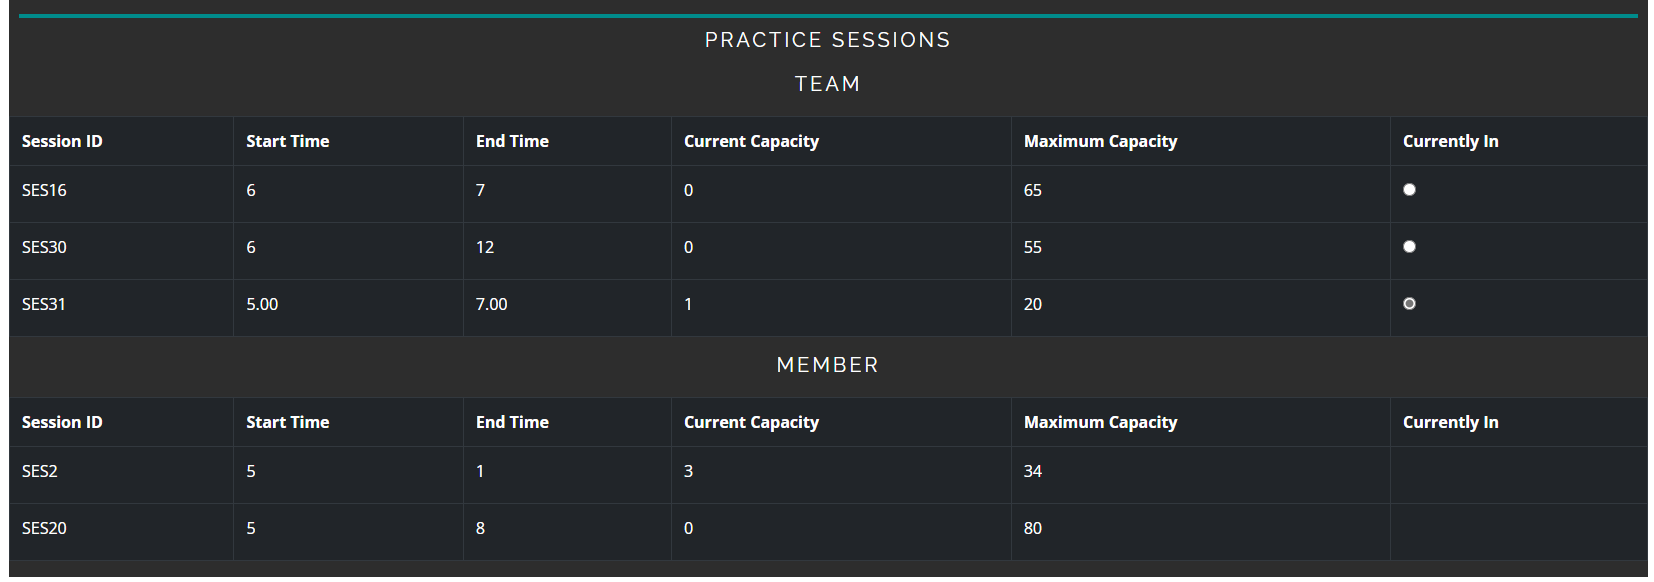 PRACTICE SESSIONS
TEAM
Session ID Start Time End Time Current Capacity Maximum Capacity Currently In
SES16 6 7 0 65
SES30 6 12 0 55
SES31 5.00 7.00 1 20
MEMBER
Session ID Start Time End Time Current Capacity Maximum Capacity Currently In
SES2 5 1 3 34
SES20 5 8 0 80